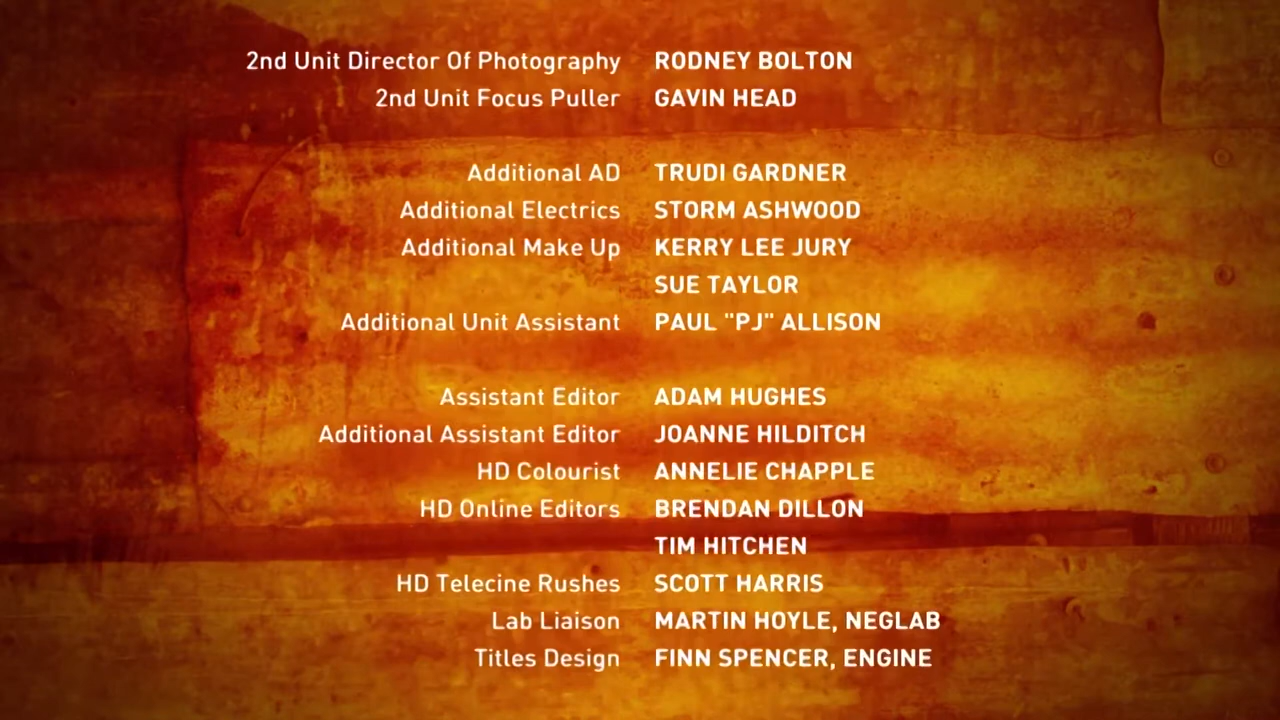 2nd Unit Director Of Photography RODNEY BOLTON
2nd Unit Focus Puller GAVIN HEAD
Additional AD TRUDI GARDNER
Additional Electrics STORM ASHWOOD
Additional Make Up KERRY LEE JURY
SUE TAYLOR
Additional Unit Assistant PAUL "PJ" ALLISON
Assistant Editor ADAM HUGHES
Additional Assistant Editor JOANNE HILDITCH
HD Colourist ANNELIE CHAPPLE
HD Online Editors BRENDAN DILLON
TIM HITCHEN
HD Telecine Rushes SCOTT HARRIS
Lab Liaison MARTIN HOYLE, NEGLAB
Titles Design FINN SPENCER, ENGINE